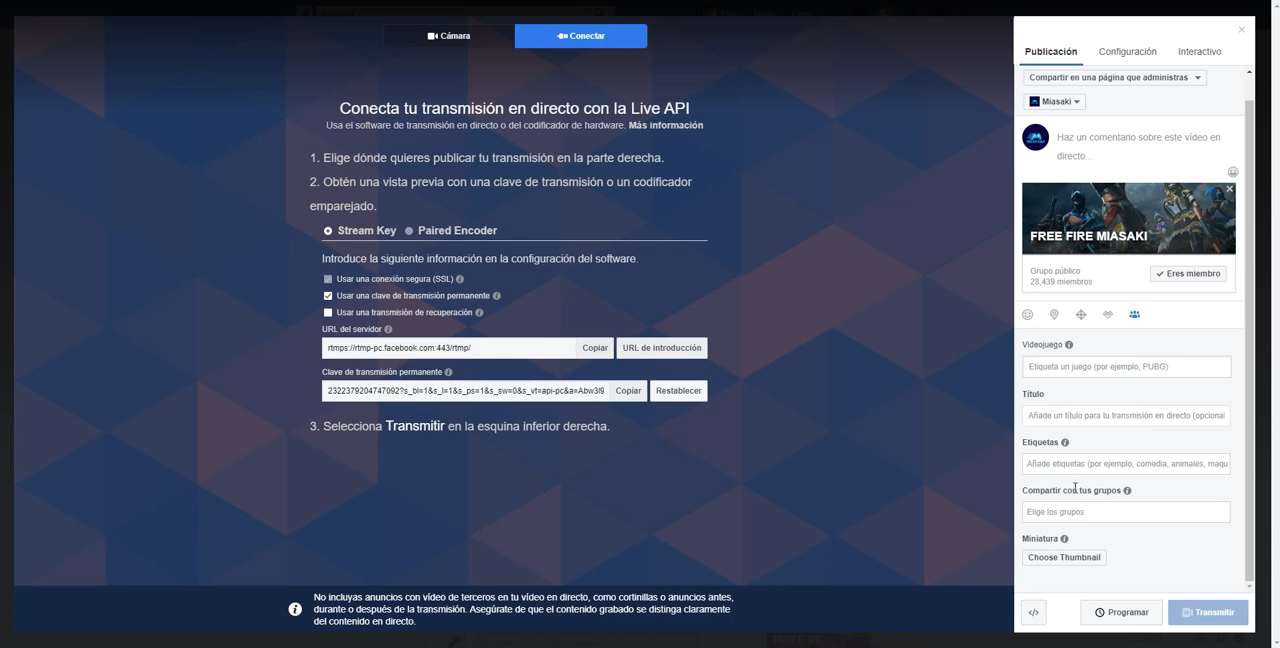 Cámara
Conectar
Conecta tu transmisión en directo con la Live API
Usa el software de transmisión en directo o del codificador de hardware. Más información
1. Elige dónde quieres publicar tu transmisión en la parte derecha.
2. Obtén una vista previa con una clave de transmisión o un codificador
emparejado.
Stream Key
Paired Encoder
Introduce la siguiente información en la configuración del software.
Usar una conexión segura (SSL)
Usar una clave de transmisión permanente
Usar una transmisión de recuperación
URL del servidor
rtmps://rtmp-pc.facebook.com:443/rtmp/
Copiar
URL de introducción
Clave de transmisión permanente
2322379204747092?s_bl=1&s_l=1&s_ps=1&s_sw=0&s_vt=api-pc&a=Abw3I9
Copiar
Restablecer
3. Selecciona Transmitir en la esquina inferior derecha.
No incluyas anuncios con vídeo de terceros en tu vídeo en directo, como cortinillas o anuncios antes,
durante o después de la transmisión. Asegúrate de que el contenido grabado se distinga claramente
del contenido en directo.
Publicación
Configuración
Interactivo
Compartir en una página que administras
Miasaki
Haz un comentario sobre este vídeo en
directo...
FREE FIRE MIASAKI
Grupo público
28,439 miembros
Eres miembro
Videojuego
Etiqueta un juego (por ejemplo, PUBG)
Título
Añade un título para tu transmisión en directo (opcional
Etiquetas
Añade etiquetas (por ejemplo, comedia, animales, maqu
Compartir con tus grupos
Elige los grupos
Miniatura
Choose Thumbnail
</>
Programar
Transmitir